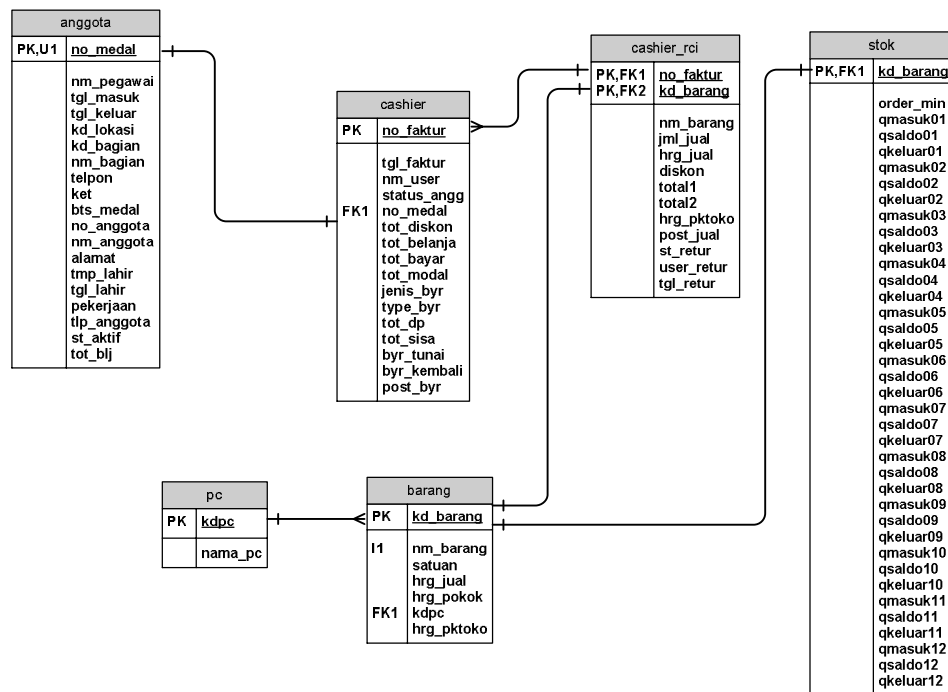 anggota
PK,U1 no_medal
nm_pegawai
tgl_masuk
tgl_keluar
kd_lokasi
kd_bagian
nm_bagian
telpon
ket
bts_medal
no_anggota
nm_anggota
alamat
tmp_lahir
tgl_lahir
pekerjaan
tlp_anggota
st_aktif
tot_blj
cashier
PK no_faktur
tgl_faktur
nm_user
status_angg
FK1 no_medal
tot_diskon
tot_belanja
tot_bayar
tot_modal
jenis_byr
type_byr
tot_dp
tot_sisa
byr_tunai
byr_kembali
post_byr
cashier_rci
PK,FK1 no_faktur
PK,FK2 kd_barang
nm_barang
jml_jual
hrg_jual
diskon
total1
total2
hrg_pktoko
post_jual
st_retur
user_retur
tgl_retur
stok
PK,FK1 kd_barang
order_min
qmasuk01
qsaldo01
qkeluar01
qmasuk02
qsaldo02
qkeluar02
qmasuk03
qsaldo03
qkeluar03
qmasuk04
qsaldo04
qkeluar04
qmasuk05
qsaldo05
qkeluar05
qmasuk06
qsaldo06
qkeluar06
qmasuk07
qsaldo07
qkeluar07
qmasuk08
qsaldo08
qkeluar08
qmasuk09
qsaldo09
qkeluar09
qmasuk10
qsaldo10
qkeluar10
qmasuk11
qsaldo11
qkeluar11
qmasuk12
qsaldo12
qkeluar12
pc
PK kdpc
nama_pc
barang
PK kd_barang
I1 nm_barang
satuan
hrg_jual
hrg_pokok
FK1 kdpc
hrg_pktoko